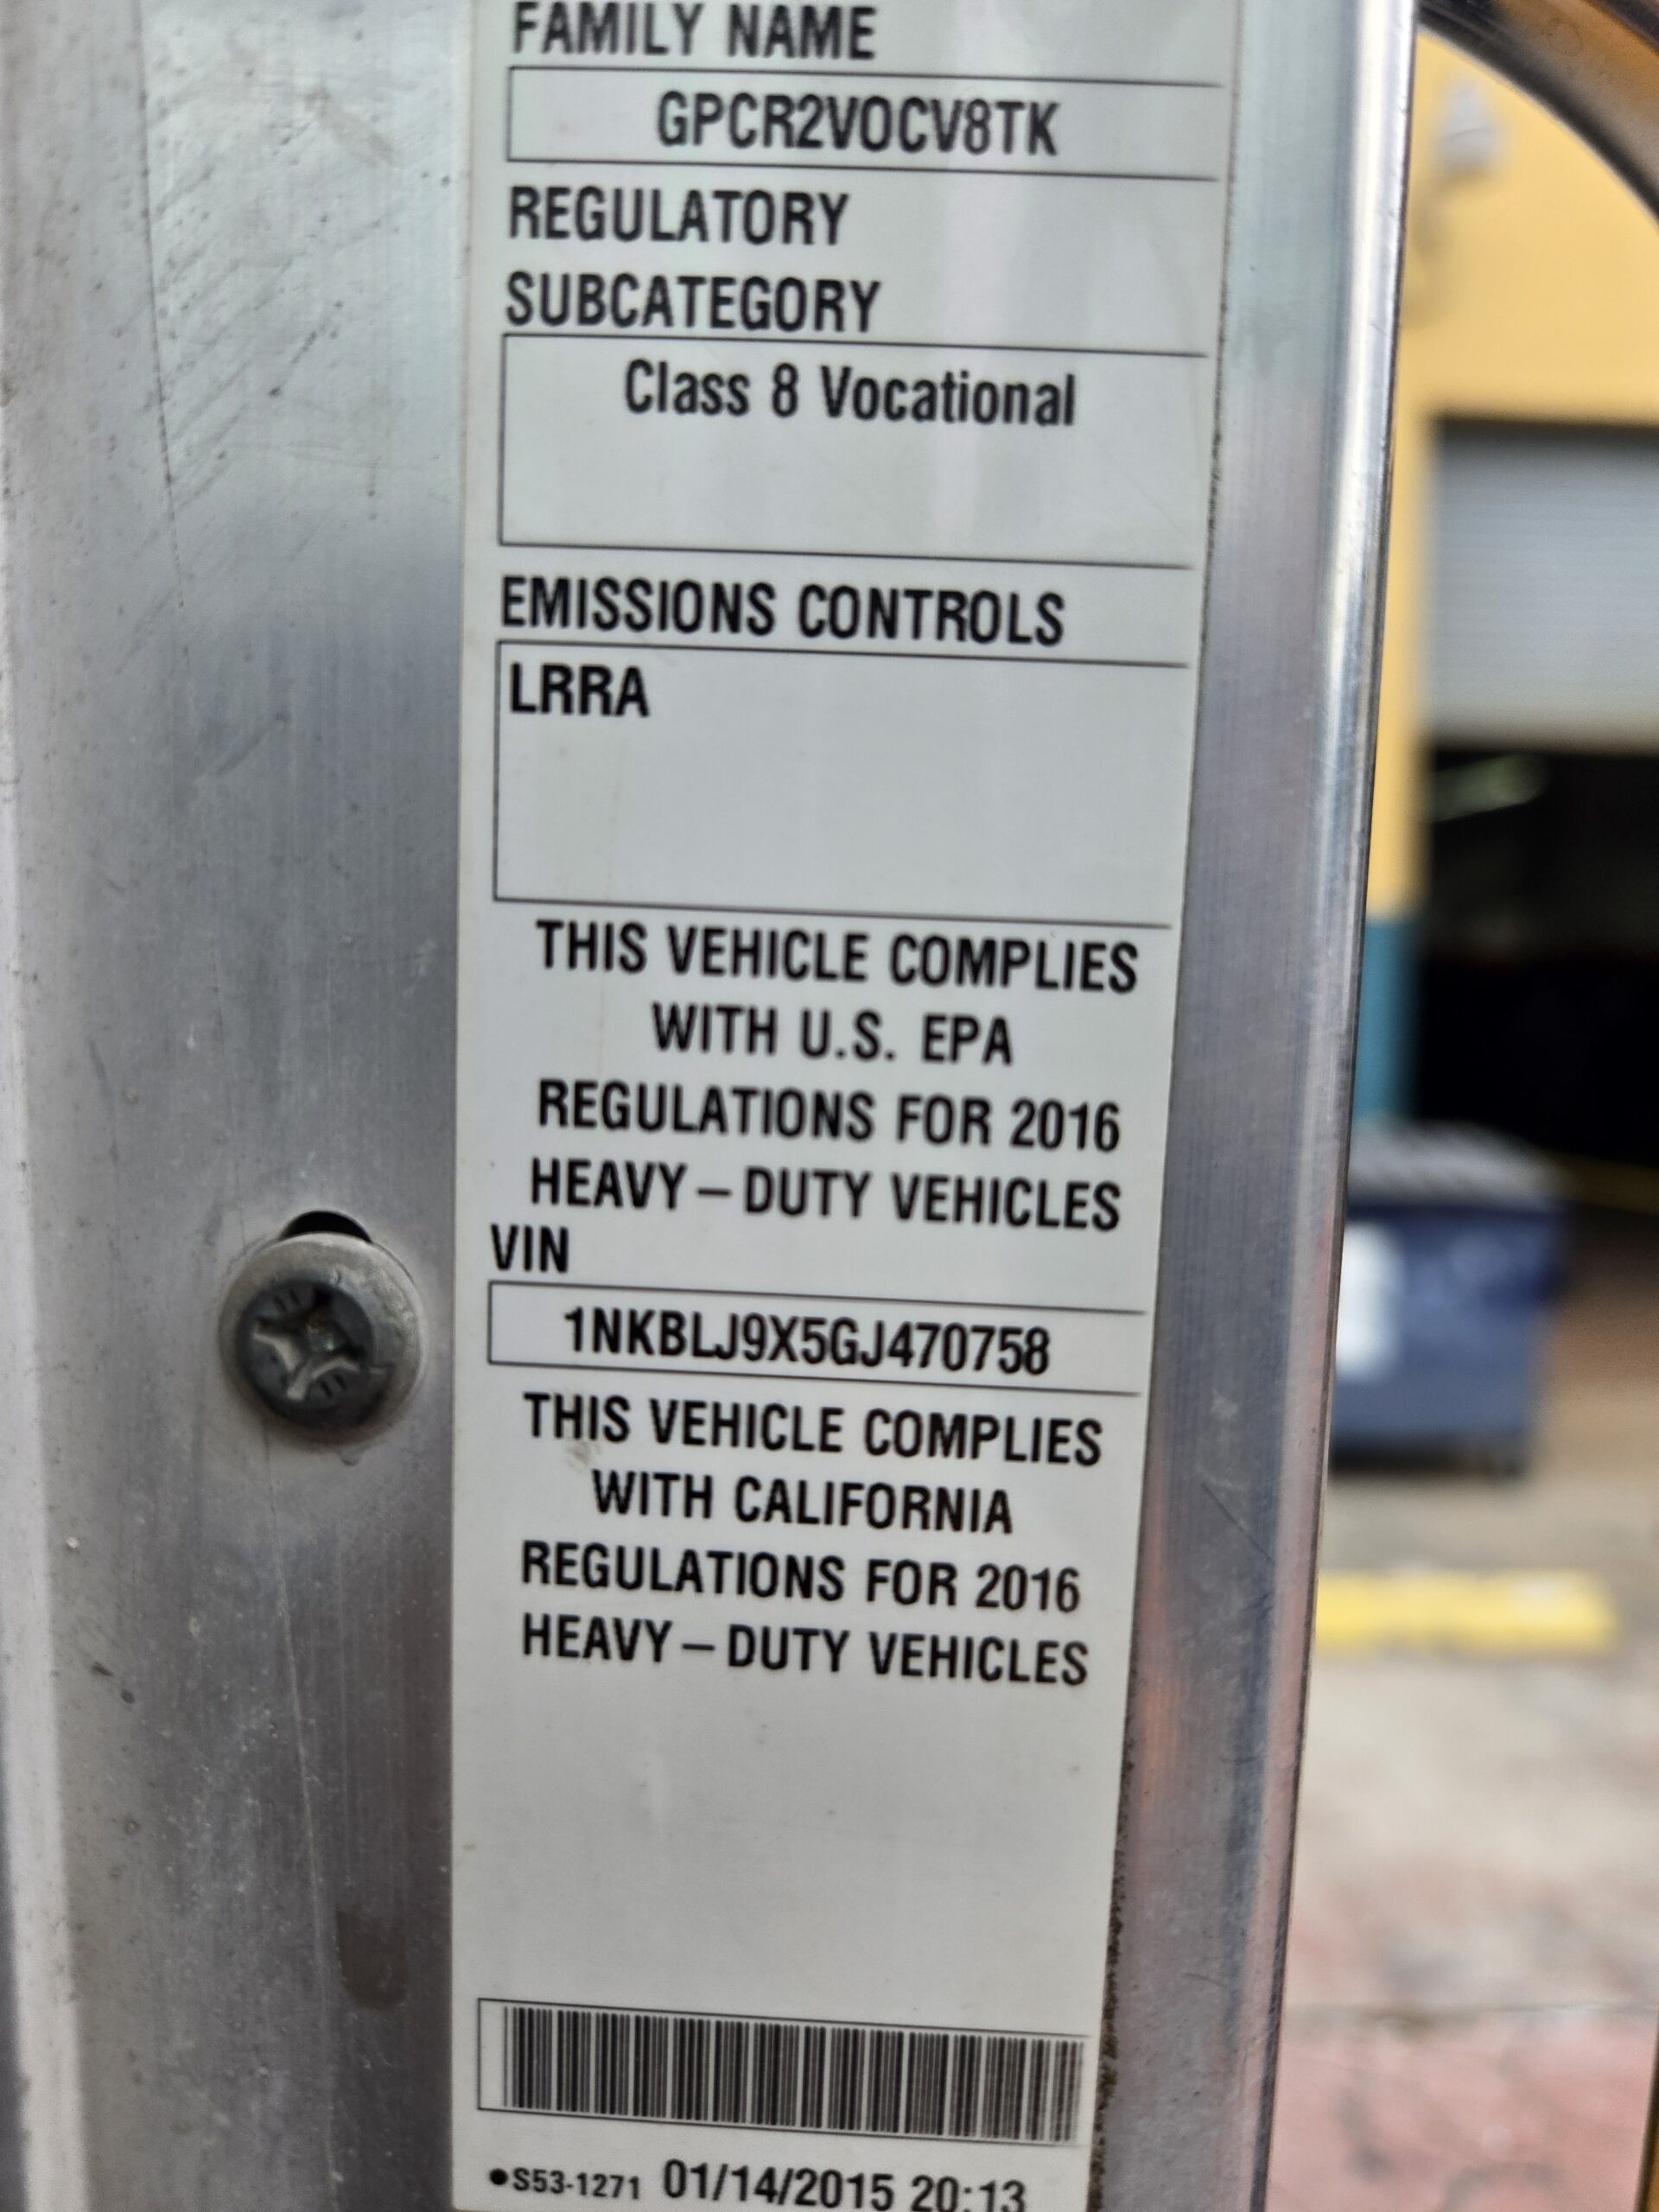 FAMILY NAME
GPCR2VOCV8TK
REGULATORY
SUBCATEGORY
Class 8 Vocational
EMISSIONS CONTROLS
LRRA
THIS VEHICLE COMPLIES
WITH U.S. EPA
REGULATIONS FOR 2016
HEAVY–DUTY VEHICLES
VIN
1NKBLJ9X5GJ470758
THIS VEHICLE COMPLIES
WITH CALIFORNIA
REGULATIONS FOR 2016
HEAVY–DUTY VEHICLES
•S53-1271 01/14/2015 20:13